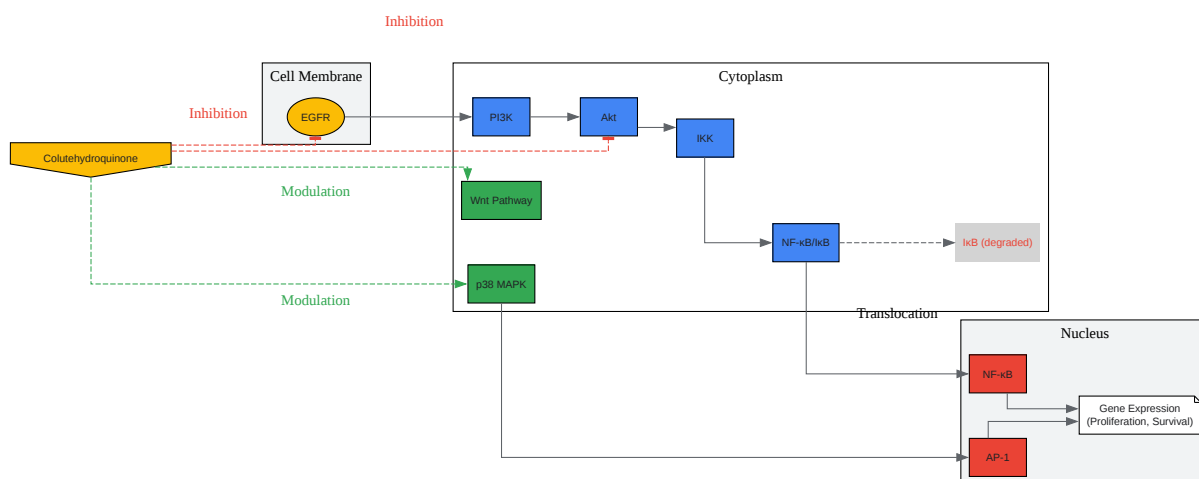 Inhibition
Cell Membrane
Cytoplasm
EGFR
PI3K
Akt
Inhibition
IKK
Colutehydroquinone
Modulation
Wnt Pathway
NF-κB/IκB
IκB (degraded)
p38 MAPK
Modulation
Translocation
Nucleus
NF-κB
Gene Expression
(Proliferation, Survival)
AP-1